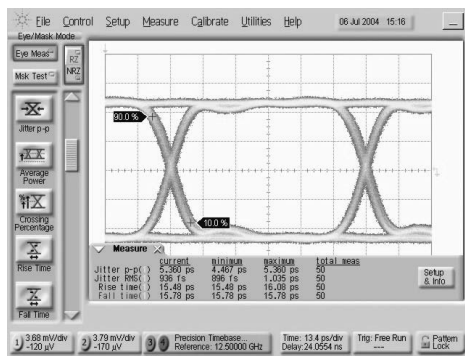 File Control Setup Measure Calibrate Utilities Help 06 Jul 2004 15:16
Eye/Mask Mode
Eye Meas
Msk Test
RZ
NRZ
Jitter p-p
Average Power
Crossing Percentage
Rise Time
Fall Time
90.0 %
10.0 %
Measure
current minimum maximum total meas
Jitter p-p( ) 5.360 ps 4.467 ps 5.360 ps 50
Jitter RMS( ) 936 fs 896 fs 1.035 ps 50
Rise time( ) 15.48 ps 15.48 ps 16.08 ps 50
Fall time( ) 15.78 ps 15.78 ps 15.78 ps 50
Setup & Info
1) 3.68 mV/div
-120 µV
2) 3.79 mV/div
-170 µV
3) 4) Precision Timebase...
Reference: 12.50000 GHz
Time: 13.4 ps/div
Delay:24.0554 ns
Trig: Free Run
---
Pattern Lock